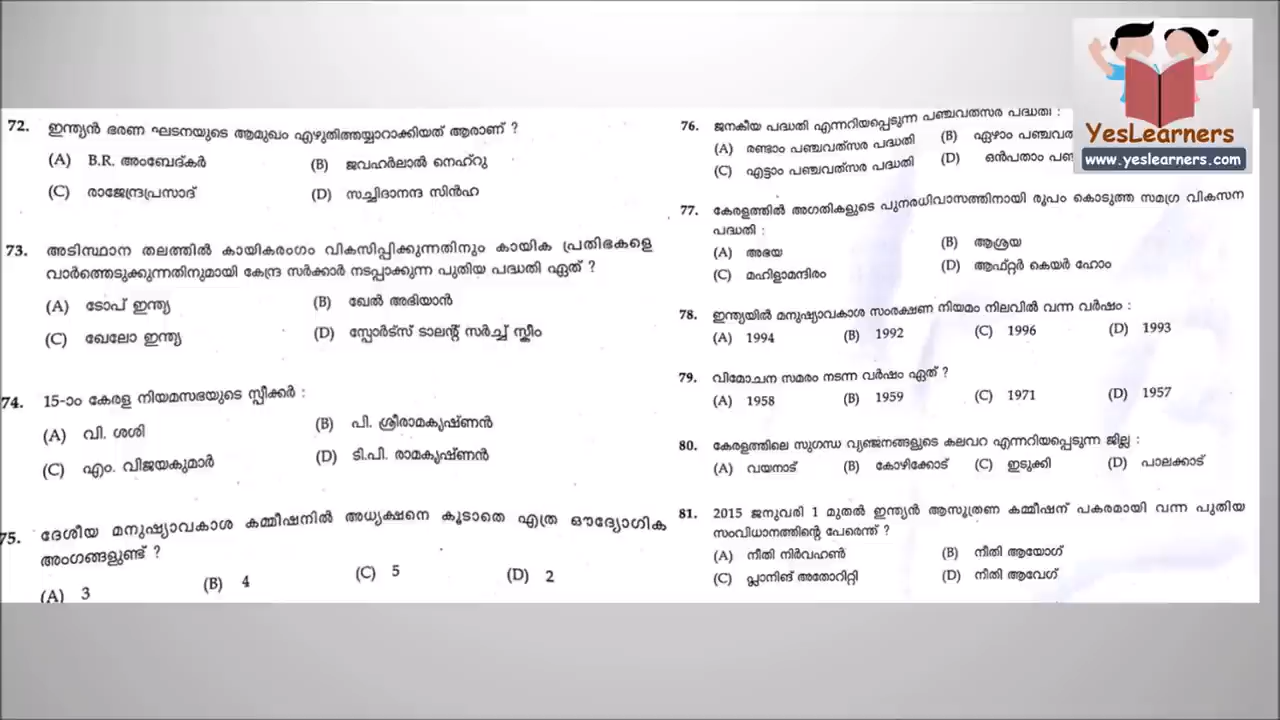 72. ഇന്ത്യൻ ഭരണ ഘടനയുടെ ആമുഖം എഴുതിത്തയ്യാറാക്കിയത് ആരാണ് ?
(A) B.R. അംബേദ്കർ (B) ജവഹർലാൽ നെഹ്റു
(C) രാജേന്ദ്രപ്രസാദ് (D) സച്ചിദാനന്ദ സിൻഹ
73. അടിസ്ഥാന തലത്തിൽ കായികരംഗം വികസിപ്പിക്കുന്നതിനും കായിക പ്രതിഭകളെ
വാർത്തെടുക്കുന്നതിനുമായി കേന്ദ്ര സർക്കാർ നടപ്പാക്കുന്ന പുതിയ പദ്ധതി ഏത് ?
(A) ടോപ് ഇന്ത്യ (B) ഖേൽ അഭിയാൻ
(C) ഖേലോ ഇന്ത്യ (D) സ്പോർട്സ് ടാലന്റ് സർച്ച് സ്കീം
74. 15-ാം കേരള നിയമസഭയുടെ സ്പീക്കർ :
(A) വി. ശശി (B) പി. ശ്രീരാമകൃഷ്ണൻ
(C) എം. വിജയകുമാർ (D) ടി.പി. രാമകൃഷ്ണൻ
75. ദേശീയ മനുഷ്യാവകാശ കമ്മീഷനിൽ അധ്യക്ഷനെ കൂടാതെ എത്ര ഔദ്യോഗിക
അംഗങ്ങളുണ്ട് ?
(A) 3 (B) 4 (C) 5 (D) 2
76. ജനകീയ പദ്ധതി എന്നറിയപ്പെടുന്ന പഞ്ചവത്സര പദ്ധതി :
(A) രണ്ടാം പഞ്ചവത്സര പദ്ധതി (B) ഏഴാം പഞ്ചവത
(C) എട്ടാം പഞ്ചവത്സര പദ്ധതി (D) ഒൻപതാം പഞ
77. കേരളത്തിൽ അഗതികളുടെ പുനരധിവാസത്തിനായി രൂപം കൊടുത്ത സമഗ്ര വികസന
പദ്ധതി :
(A) അഭയ (B) ആശ്രയ
(C) മഹിളാമന്ദിരം (D) ആഫ്റ്റർ കെയർ ഹോം
78. ഇന്ത്യയിൽ മനുഷ്യാവകാശ സംരക്ഷണ നിയമം നിലവിൽ വന്ന വർഷം :
(A) 1994 (B) 1992 (C) 1996 (D) 1993
79. വിമോചന സമരം നടന്ന വർഷം ഏത് ?
(A) 1958 (B) 1959 (C) 1971 (D) 1957
80. കേരളത്തിലെ സുഗന്ധ വ്യഞ്ജനങ്ങളുടെ കലവറ എന്നറിയപ്പെടുന്ന ജില്ല :
(A) വയനാട് (B) കോഴിക്കോട് (C) ഇടുക്കി (D) പാലക്കാട്
81. 2015 ജനുവരി 1 മുതൽ ഇന്ത്യൻ ആസൂത്രണ കമ്മീഷന് പകരമായി വന്ന പുതിയ
സംവിധാനത്തിന്റെ പേരെന്ത് ?
(A) നീതി നിർവഹൺ (B) നീതി ആയോഗ്
(C) പ്ലാനിങ് അതോറിറ്റി (D) നീതി ആവേഗ്
YesLearners
www.yeslearners.com